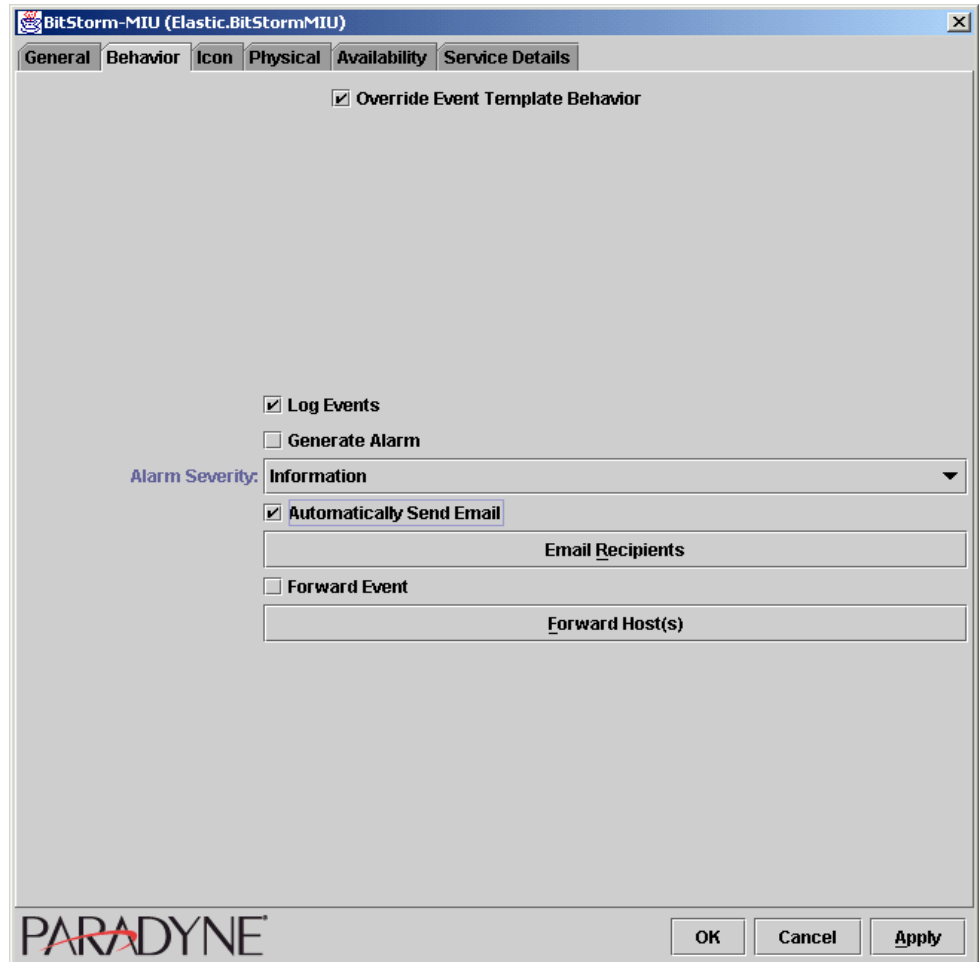 BitStorm-MIU (Elastic.BitStormMIU)
General Behavior Icon Physical Availability Service Details
Override Event Template Behavior
Log Events
Generate Alarm
Alarm Severity: Information
Automatically Send Email
Email Recipients
Forward Event
Forward Host(s)
PARADYNE®
OK Cancel Apply